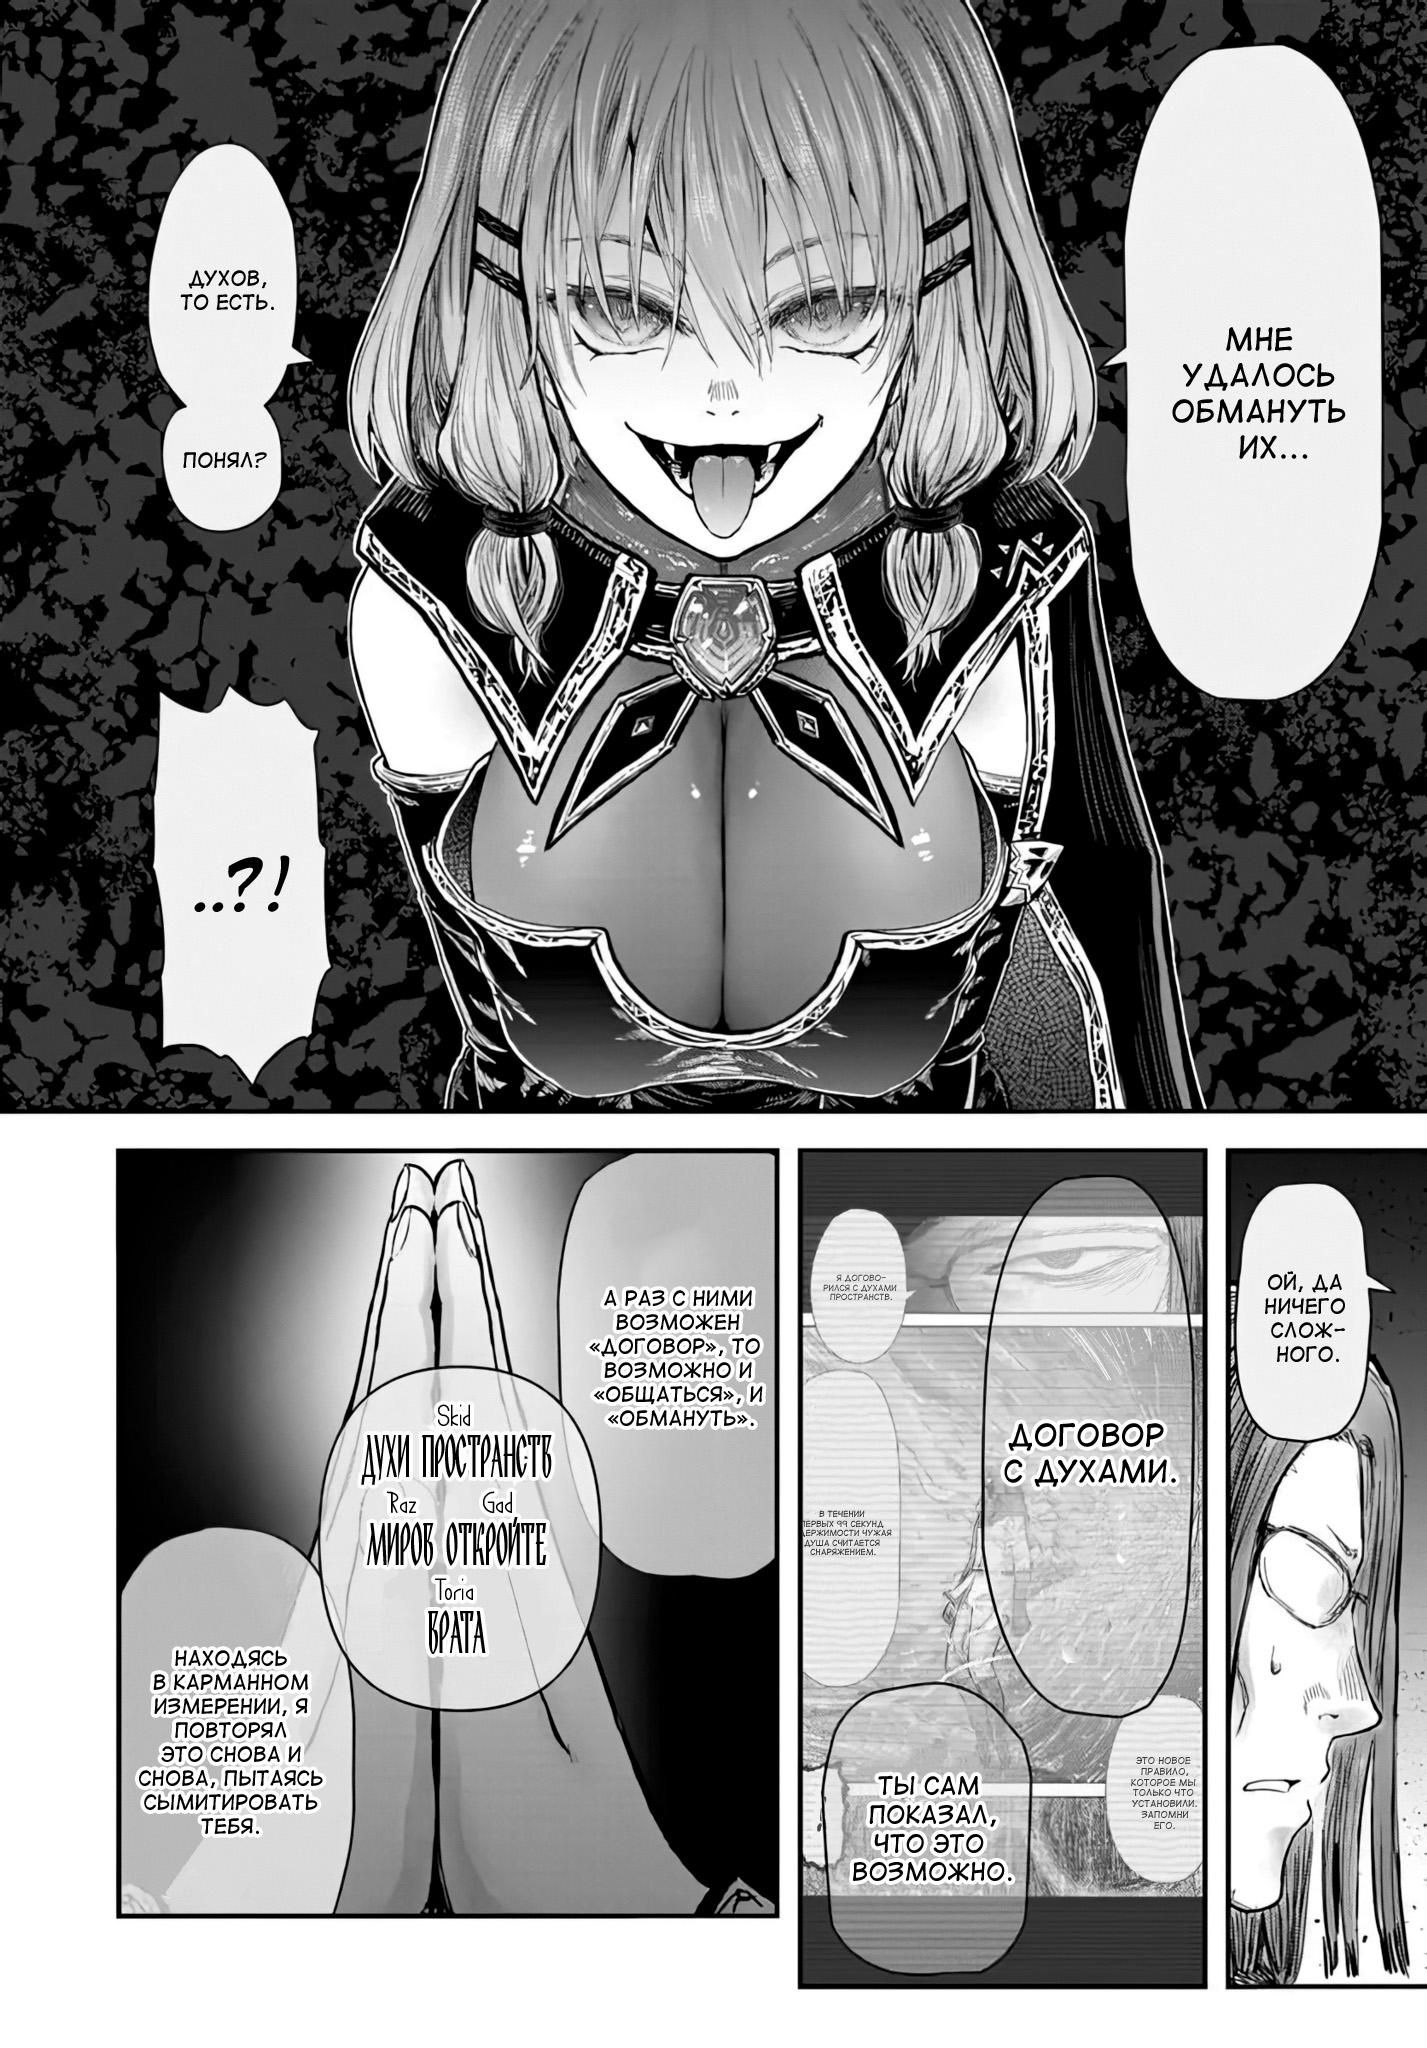 МНЕ
УДАЛОСЬ
ОБМАНУТЬ
ИХ...
ДУХОВ,
ТО ЕСТЬ.
ПОНЯЛ?
..?!
ОЙ, ДА
НИЧЕГО
СЛОЖ-
НОГО.
ДОГОВОР
С ДУХАМИ.
Я ДОГОВО-
РИЛСЯ С ДУХАМИ
ПРОСТРАНСТВ.
В ТЕЧЕНИИ
ПЕРВЫХ 99 СЕКУНД
ДЕРЖИМОСТИ ЧУЖАЯ
ДУША СЧИТАЕТСЯ
СНАРЯЖЕНИЕМ.
ЭТО НОВОЕ
ПРАВИЛО,
КОТОРОЕ МЫ
ТОЛЬКО ЧТО
УСТАНОВИЛИ.
ЗАПОМНИ
ЕГО.
ТЫ САМ
ПОКАЗАЛ,
ЧТО ЭТО
ВОЗМОЖНО.
А РАЗ С НИМИ
ВОЗМОЖЕН
«ДОГОВОР», ТО
ВОЗМОЖНО И
«ОБЩАТЬСЯ», И
«ОБМАНУТЬ».
Skid
ДУХИ ПРОСТРАНСТВ
Raz Gad
МИРОВ ОТКРОЙТЕ
Toria
ВРАТА
НАХОДЯСЬ
В КАРМАННОМ
ИЗМЕРЕНИИ, Я
ПОВТОРЯЛ
ЭТО СНОВА И
СНОВА, ПЫТАЯСЬ
СЫМИТИРОВАТЬ
ТЕБЯ.